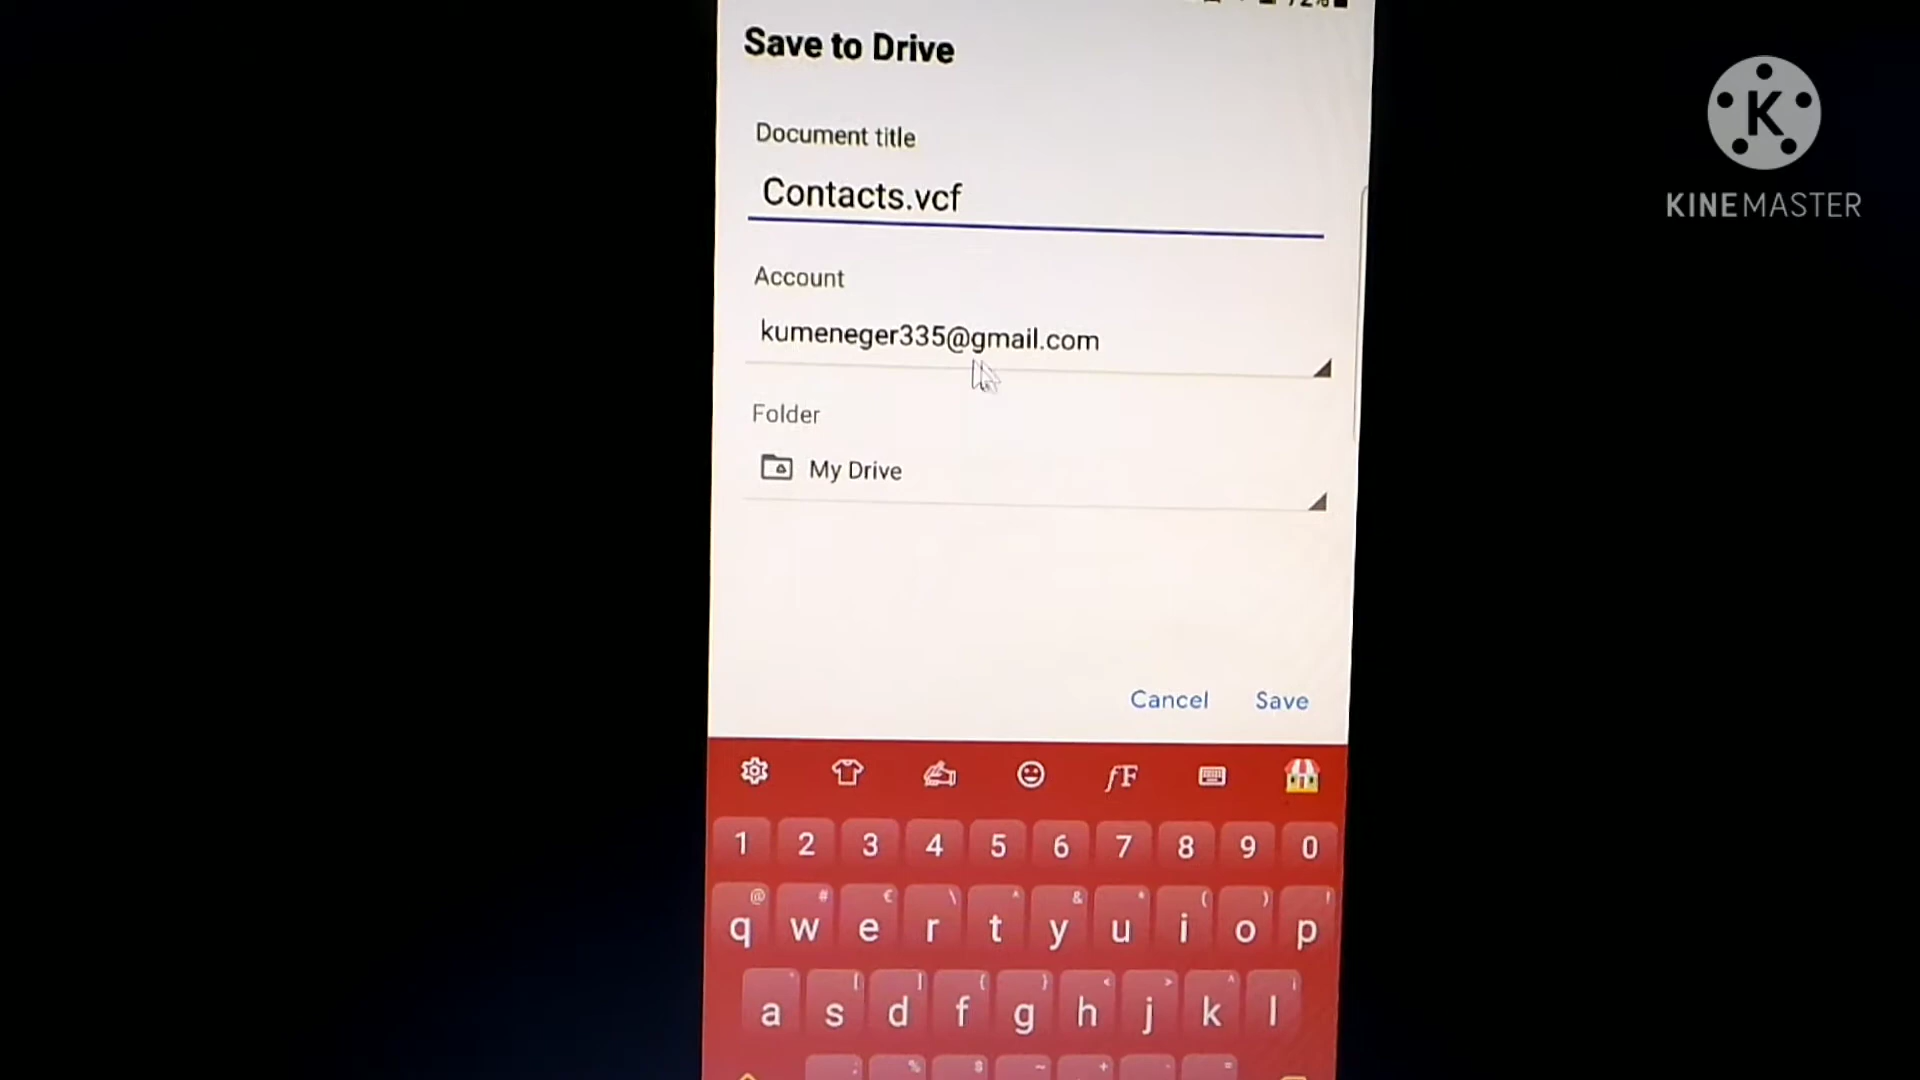 Save to Drive
Document title
Contacts.vcf
Account
kumeneger335@gmail.com
Folder
My Drive
Cancel Save
fF
1 2 3 4 5 6 7 8 9 0
@ # € \ ^ & * ( ) !
q w e r t y u i o p
a s d f g h j k l
K
KINEMASTER